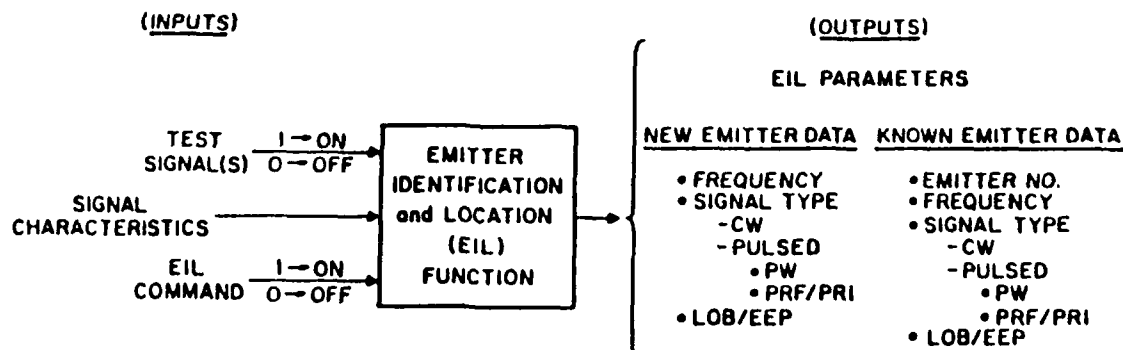 (INPUTS)
(OUTPUTS)
EIL PARAMETERS
TEST
SIGNAL(S)
1→ON
0→OFF
SIGNAL
CHARACTERISTICS
EIL
COMMAND
1→ON
0→OFF
EMITTER
IDENTIFICATION
and LOCATION
(EIL)
FUNCTION
NEW EMITTER DATA
• FREQUENCY
• SIGNAL TYPE
-CW
-PULSED
• PW
• PRF/PRI
• LOB/EEP
KNOWN EMITTER DATA
• EMITTER NO.
• FREQUENCY
• SIGNAL TYPE
-CW
-PULSED
• PW
• PRF/PRI
• LOB/EEP